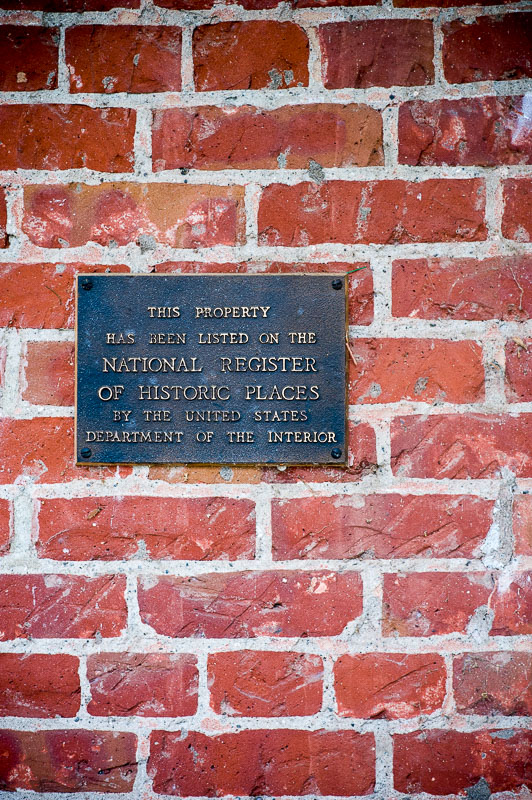 THIS PROPERTY
HAS BEEN LISTED ON THE
NATIONAL REGISTER
OF HISTORIC PLACES
BY THE UNITED STATES
DEPARTMENT OF THE INTERIOR